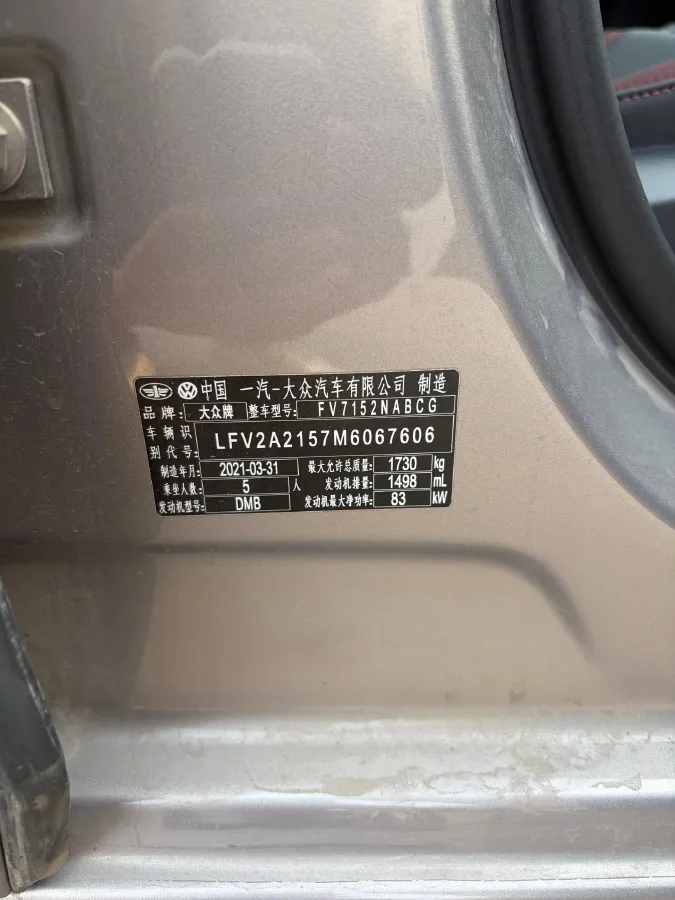 中国 一汽-大众汽车有限公司 制造
品牌: 大众牌 整车型号: FV7152NABCG
车辆识别代号: LFV2A2157M6067606
制造年月: 2021-03-31 最大允许总质量: 1730 kg
乘坐人数: 5 人 发动机排量: 1498 mL
发动机型号: DMB 发动机最大净功率: 83 kW